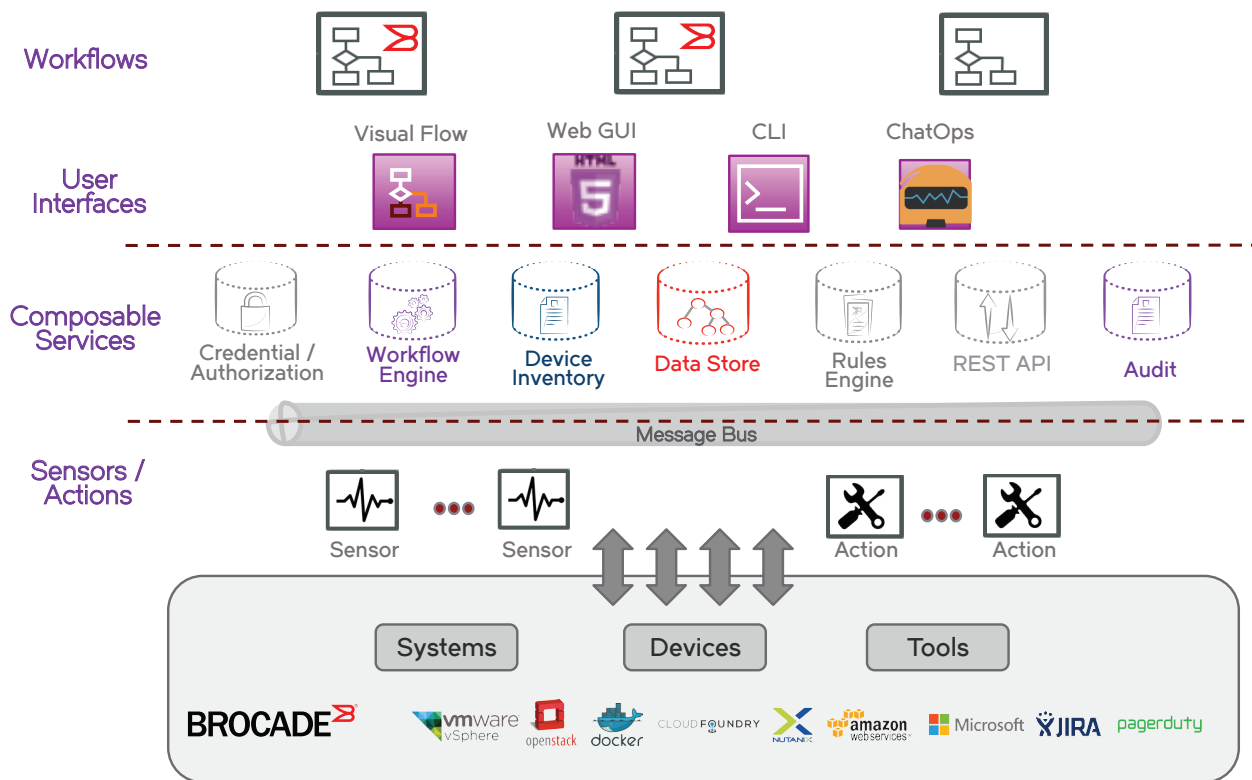 Workflows
Visual Flow
Web GUI
CLI
ChatOps
User
Interfaces
HTML
5
Composable
Services
Credential /
Authorization
Workflow
Engine
Device
Inventory
Data Store
Rules
Engine
REST API
Audit
Message Bus
Sensors /
Actions
Sensor
Sensor
Action
Action
Systems
Devices
Tools
BROCADE
vmware
vSphere
openstack
docker
CLOUD FOUNDRY
NUTANIX
amazon
web services
Microsoft
JIRA
pagerduty